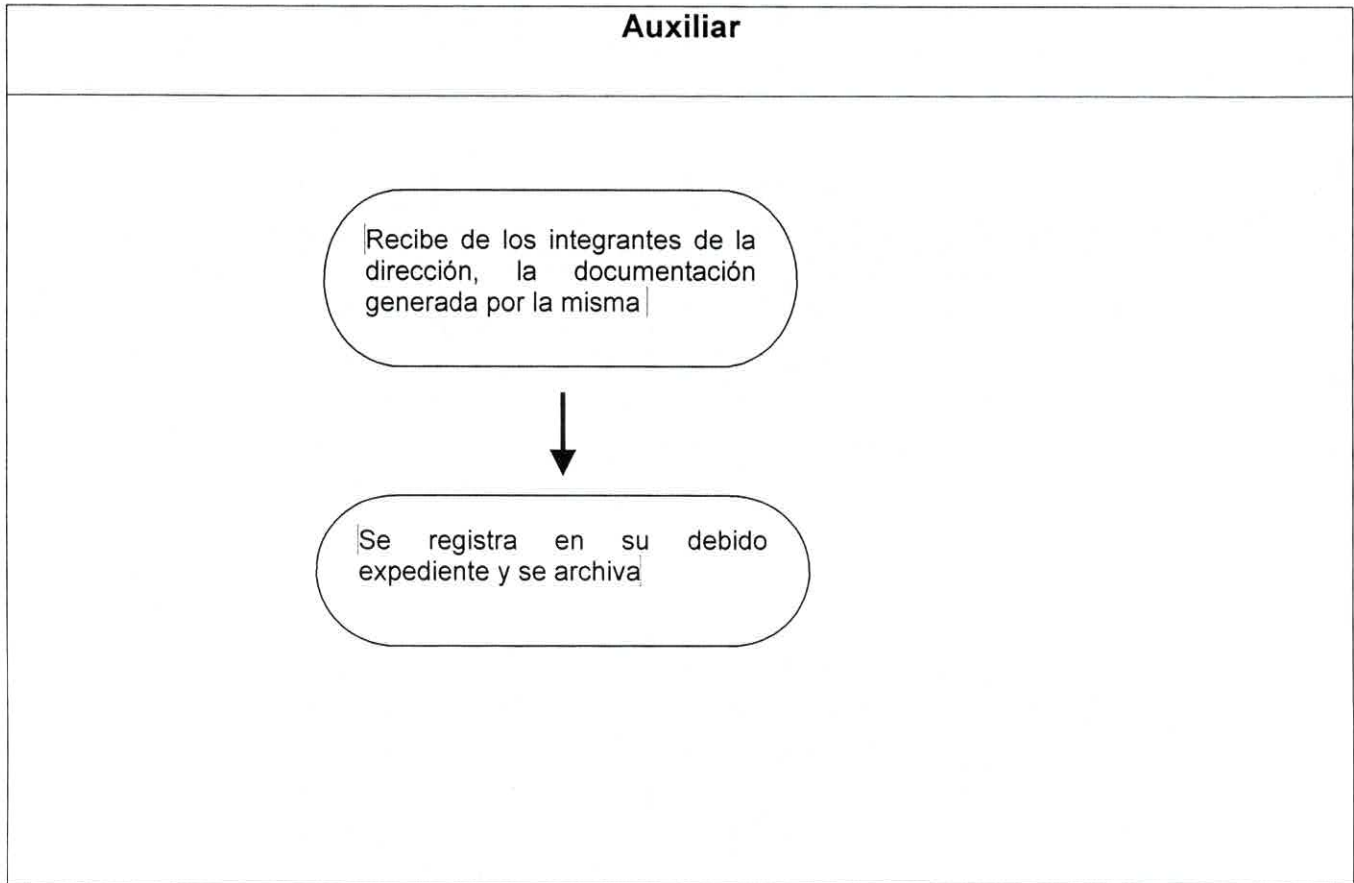 Auxiliar
Recibe de los integrantes de la
dirección, la documentación
generada por la misma
Se registra en su debido
expediente y se archiva